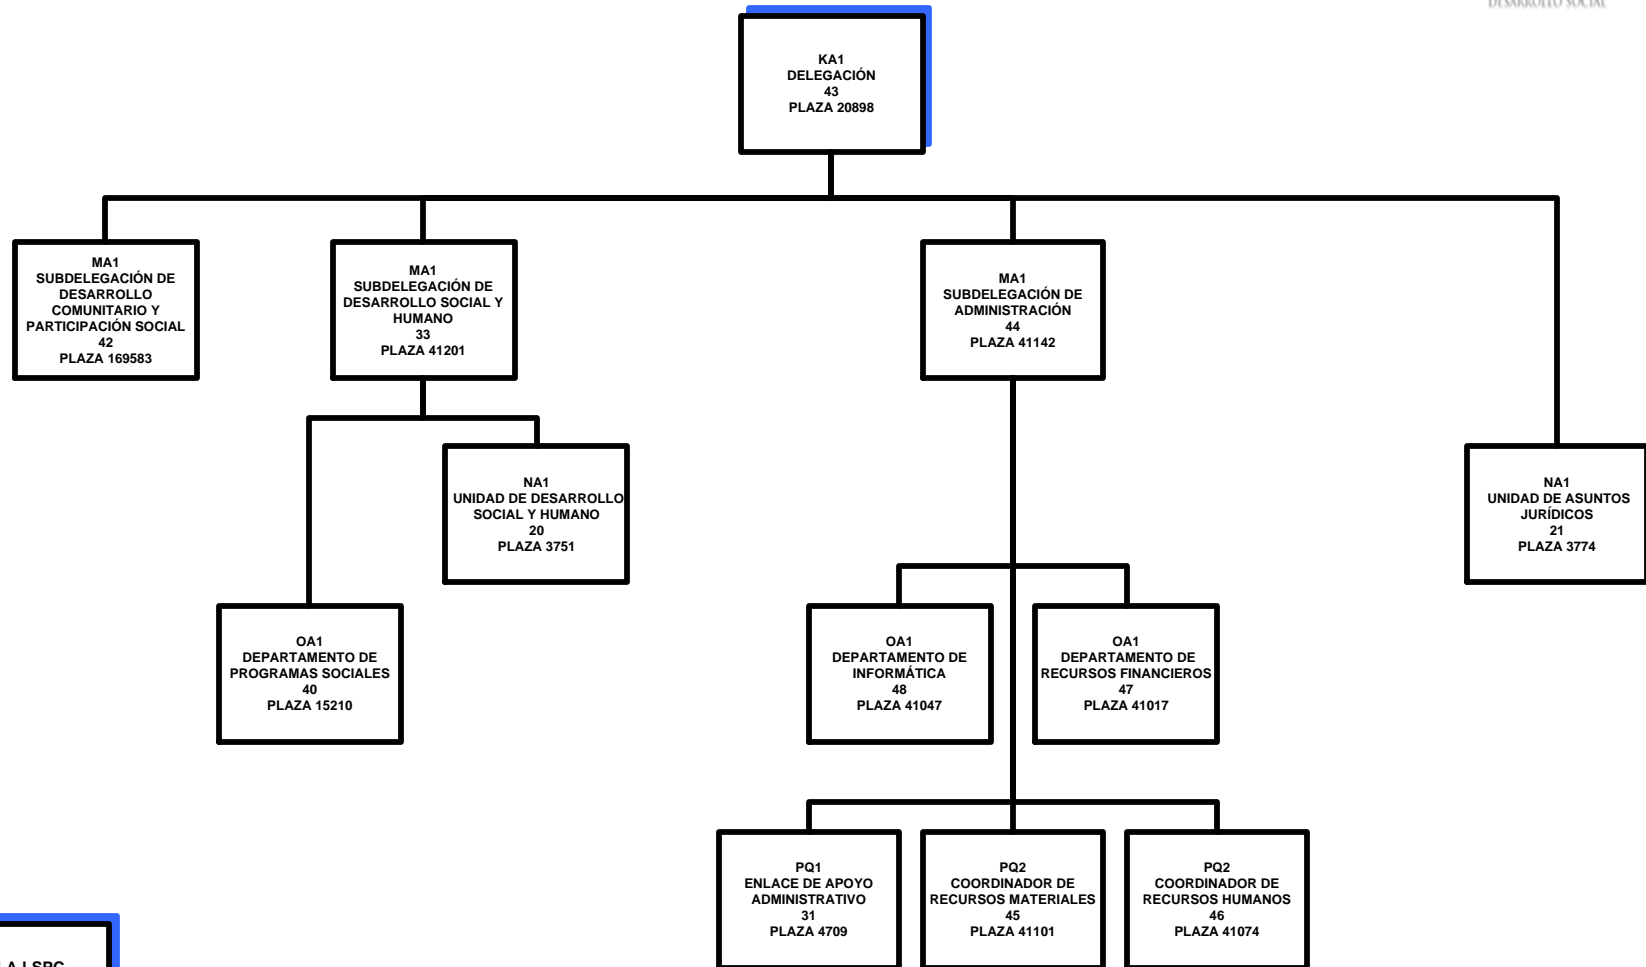 DESARROLLO SOCIAL
KA1
DELEGACIÓN
43
PLAZA 20898
MA1
SUBDELEGACIÓN DE
DESARROLLO
COMUNITARIO Y
PARTICIPACIÓN SOCIAL
42
PLAZA 169583
MA1
SUBDELEGACIÓN DE
DESARROLLO SOCIAL Y
HUMANO
33
PLAZA 41201
MA1
SUBDELEGACIÓN DE
ADMINISTRACIÓN
44
PLAZA 41142
NA1
UNIDAD DE DESARROLLO
SOCIAL Y HUMANO
20
PLAZA 3751
NA1
UNIDAD DE ASUNTOS
JURÍDICOS
21
PLAZA 3774
OA1
DEPARTAMENTO DE
PROGRAMAS SOCIALES
40
PLAZA 15210
OA1
DEPARTAMENTO DE
INFORMÁTICA
48
PLAZA 41047
OA1
DEPARTAMENTO DE
RECURSOS FINANCIEROS
47
PLAZA 41017
PQ1
ENLACE DE APOYO
ADMINISTRATIVO
31
PLAZA 4709
PQ2
COORDINADOR DE
RECURSOS MATERIALES
45
PLAZA 41101
PQ2
COORDINADOR DE
RECURSOS HUMANOS
46
PLAZA 41074